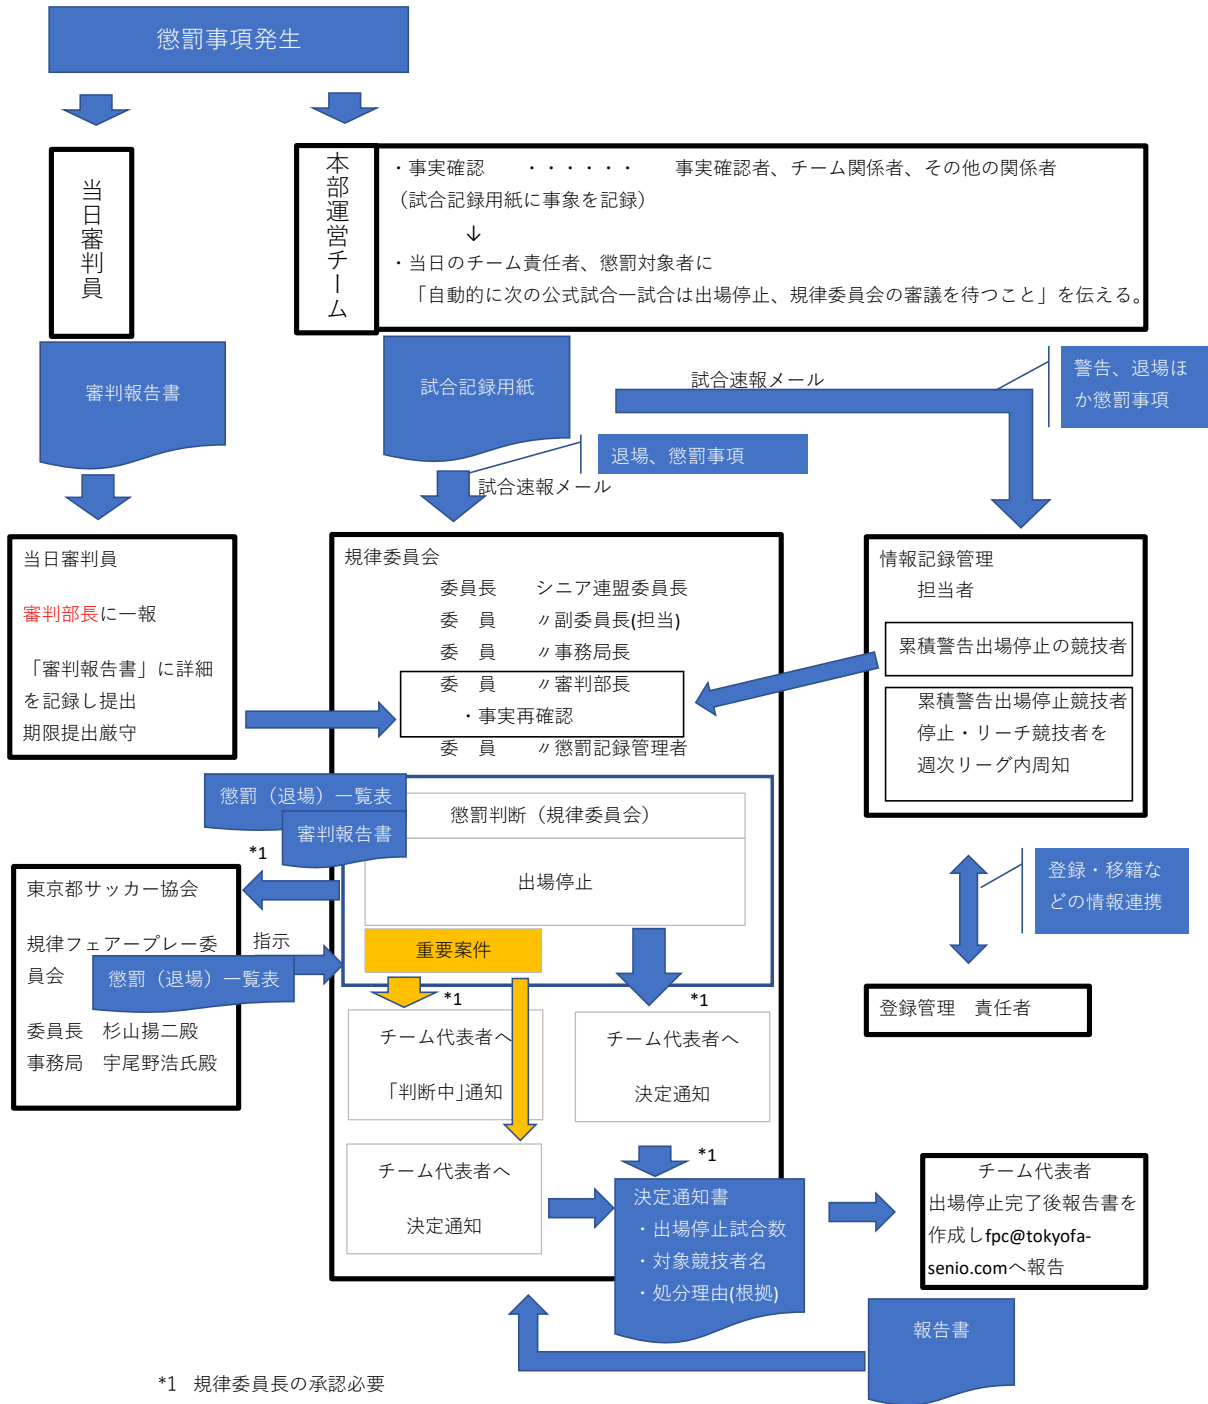 懲罰事項発生
当日審判員
本部運営チーム
・事実確認　・・・・・・　事実確認者、チーム関係者、その他の関係者
（試合記録用紙に事象を記録）
↓
・当日のチーム責任者、懲罰対象者に
「自動的に次の公式試合一試合は出場停止、規律委員会の審議を待つこと」を伝える。
審判報告書
試合記録用紙
試合速報メール
警告、退場ほ
か懲罰事項
退場、懲罰事項
試合速報メール
当日審判員
審判部長に一報
「審判報告書」に詳細
を記録し提出
期限提出厳守
規律委員会
委員長　シニア連盟委員長
委　員　〃副委員長(担当)
委　員　〃事務局長
委　員　〃審判部長
・事実再確認
委　員　〃懲罰記録管理者
情報記録管理
担当者
累積警告出場停止の競技者
累積警告出場停止競技者
停止・リーチ競技者を
週次リーグ内周知
懲罰（退場）一覧表
審判報告書
*1
懲罰判断（規律委員会）
出場停止
重要案件
東京都サッカー協会
規律フェアープレー委
員会
指示
懲罰（退場）一覧表
委員長　杉山揚二殿
事務局　宇尾野浩氏殿
登録・移籍な
どの情報連携
登録管理　責任者
*1
*1
チーム代表者へ
「判断中」通知
チーム代表者へ
決定通知
*1
チーム代表者へ
決定通知
決定通知書
・出場停止試合数
・対象競技者名
・処分理由(根拠)
チーム代表者
出場停止完了後報告書を
作成しfpc@tokyofa-
senio.comへ報告
報告書
*1　規律委員長の承認必要